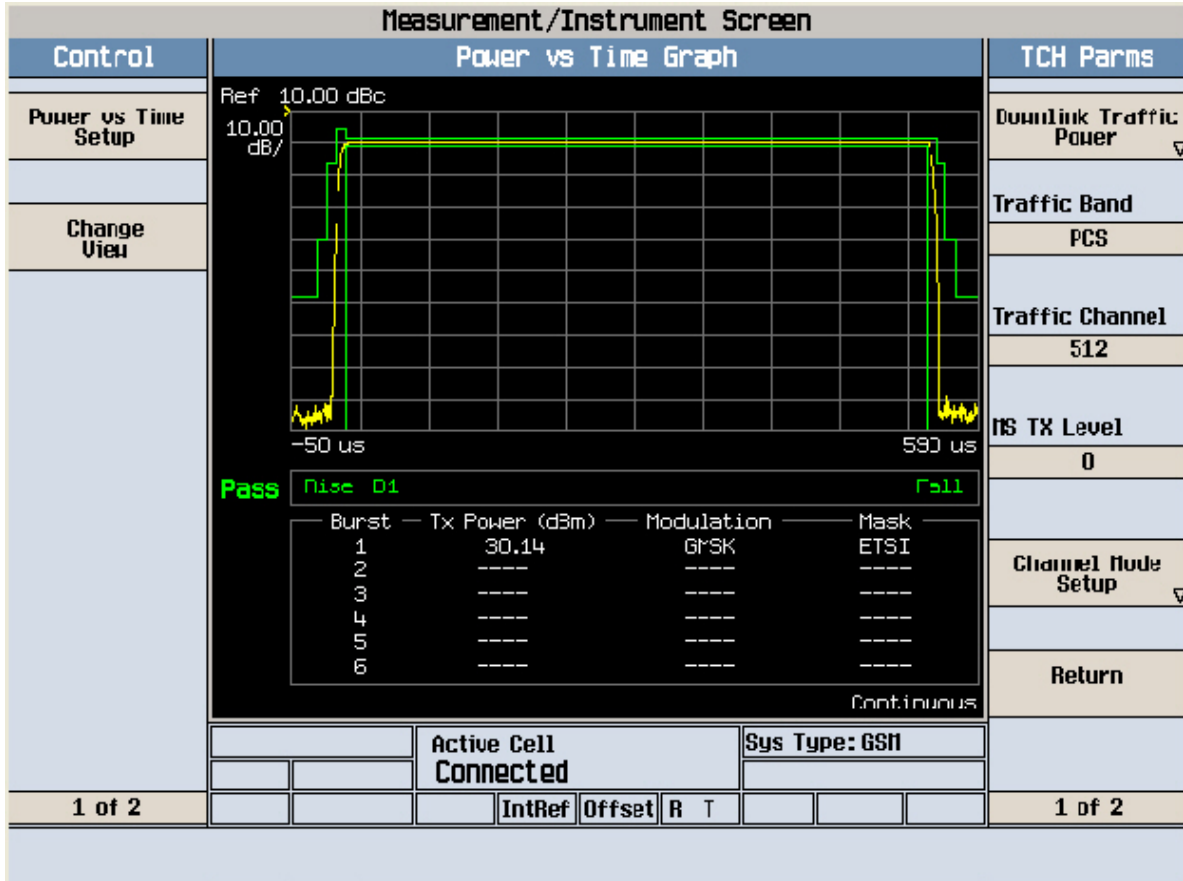 Measurement/Instrument Screen
Control
Power vs Time Graph
TCH Parms
Power vs Time
Setup
Change
View
1 of 2
Ref 10.00 dBc
10.00
dB/
-50 us
590 us
Pass
Rise 01
Fall
Burst Tx Power (dBm) Modulation Mask
1 30.14 GMSK ETSI
2 ---- ---- ----
3 ---- ---- ----
4 ---- ---- ----
5 ---- ---- ----
6 ---- ---- ----
Continuous
Active Cell
Connected
Sys Type: GSM
IntRef Offset R T
Downlink Traffic
Power
Traffic Band
PCS
Traffic Channel
512
MS TX Level
0
Channel Mode
Setup
Return
1 of 2